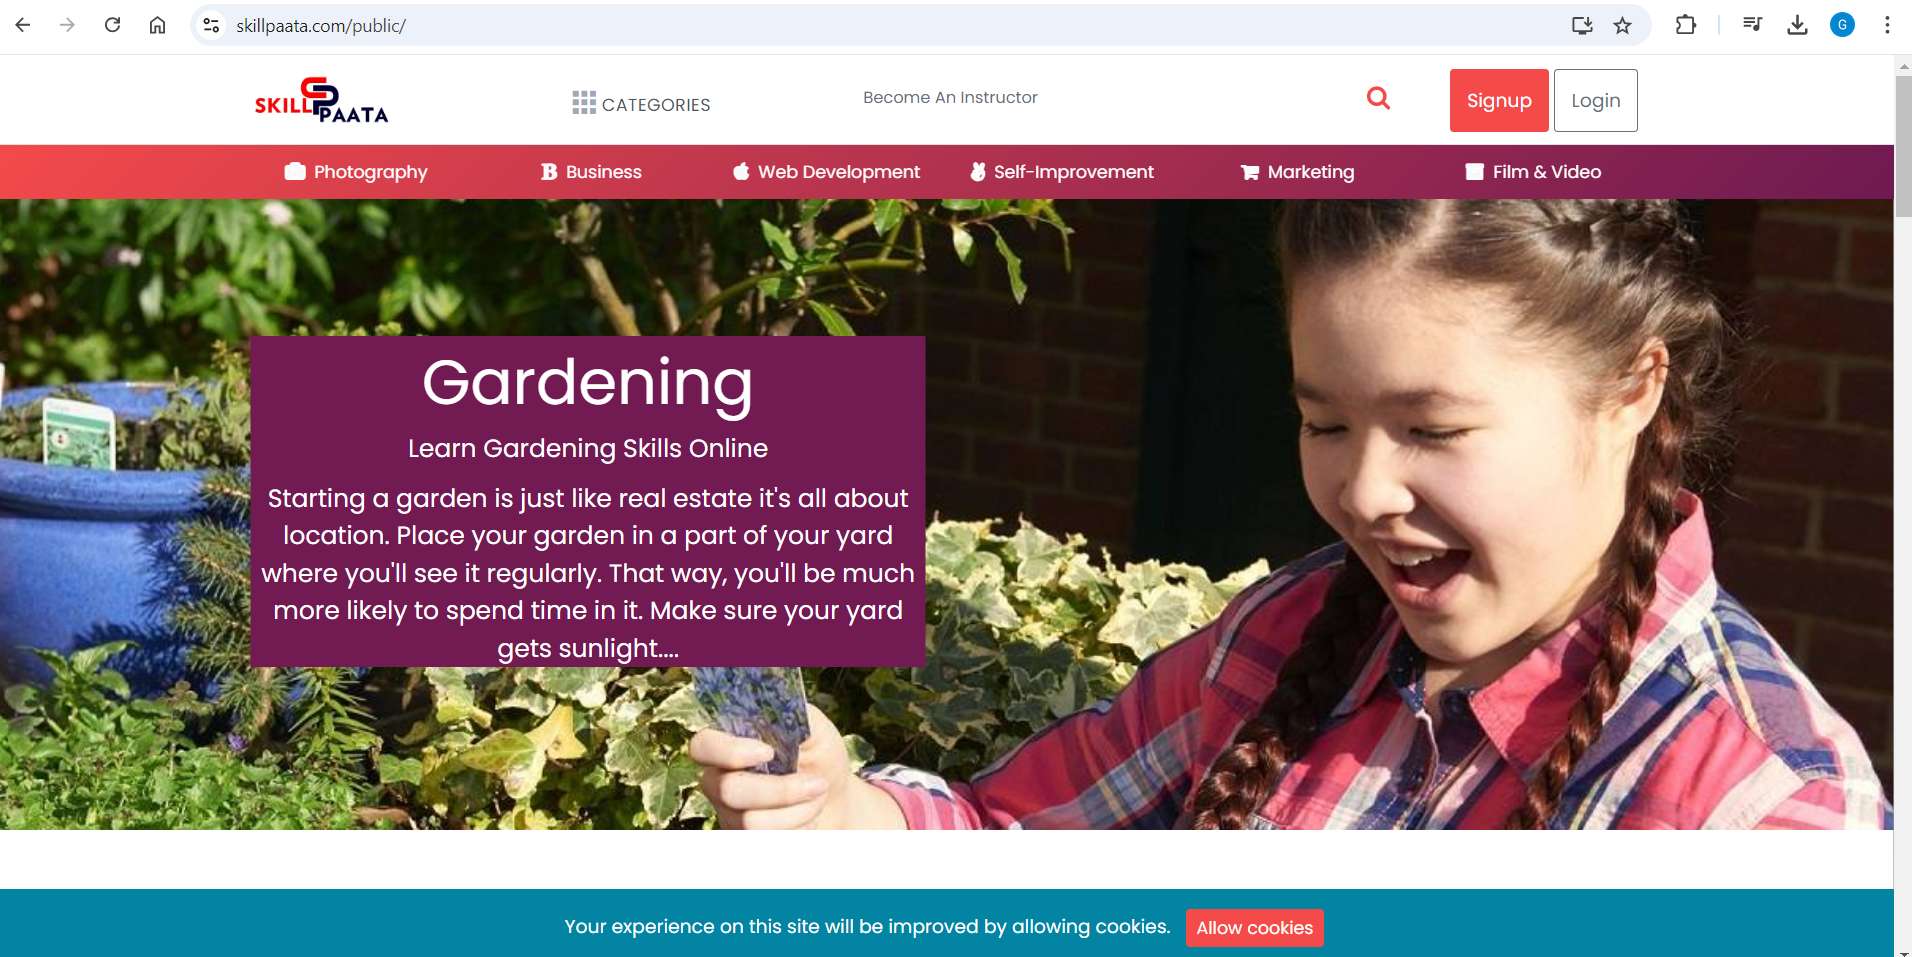 skillpaata.com/public/
G
SKILL PAATA
CATEGORIES
Become An Instructor
Signup
Login
Photography
Business
Web Development
Self-Improvement
Marketing
Film & Video
Gardening
Learn Gardening Skills Online
Starting a garden is just like real estate it's all about
location. Place your garden in a part of your yard
where you'll see it regularly. That way, you'll be much
more likely to spend time in it. Make sure your yard
gets sunlight....
Your experience on this site will be improved by allowing cookies.
Allow cookies